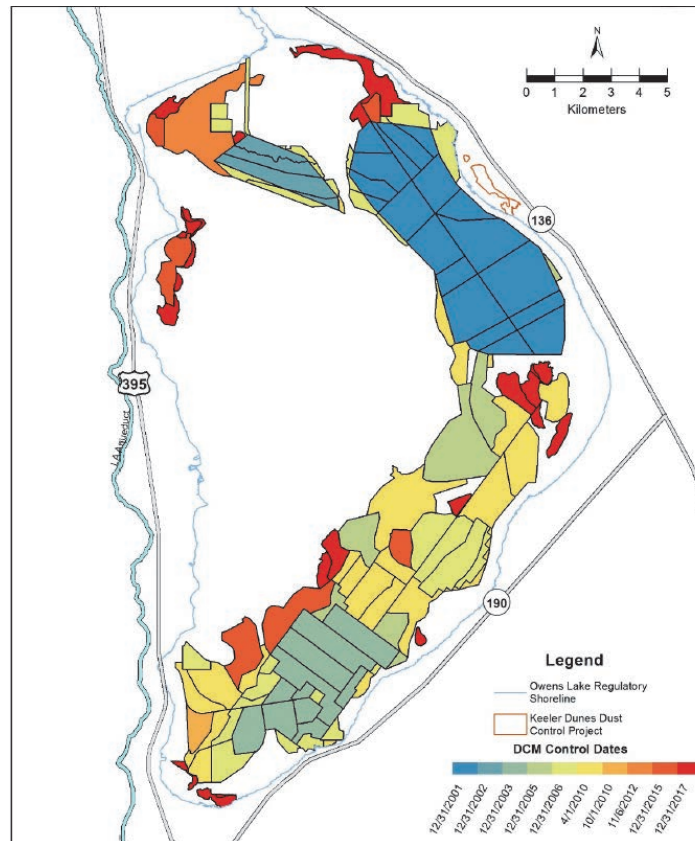 N
0 1 2 3 4 5
Kilometers
136
395
L A Aqueduct
190
Legend
Owens Lake Regulatory
Shoreline
Keeler Dunes Dust
Control Project
DCM Control Dates
12/31/2001
12/31/2002
12/31/2003
12/31/2005
12/31/2006
4/1/2010
10/1/2010
11/6/2012
12/31/2015
12/31/2017